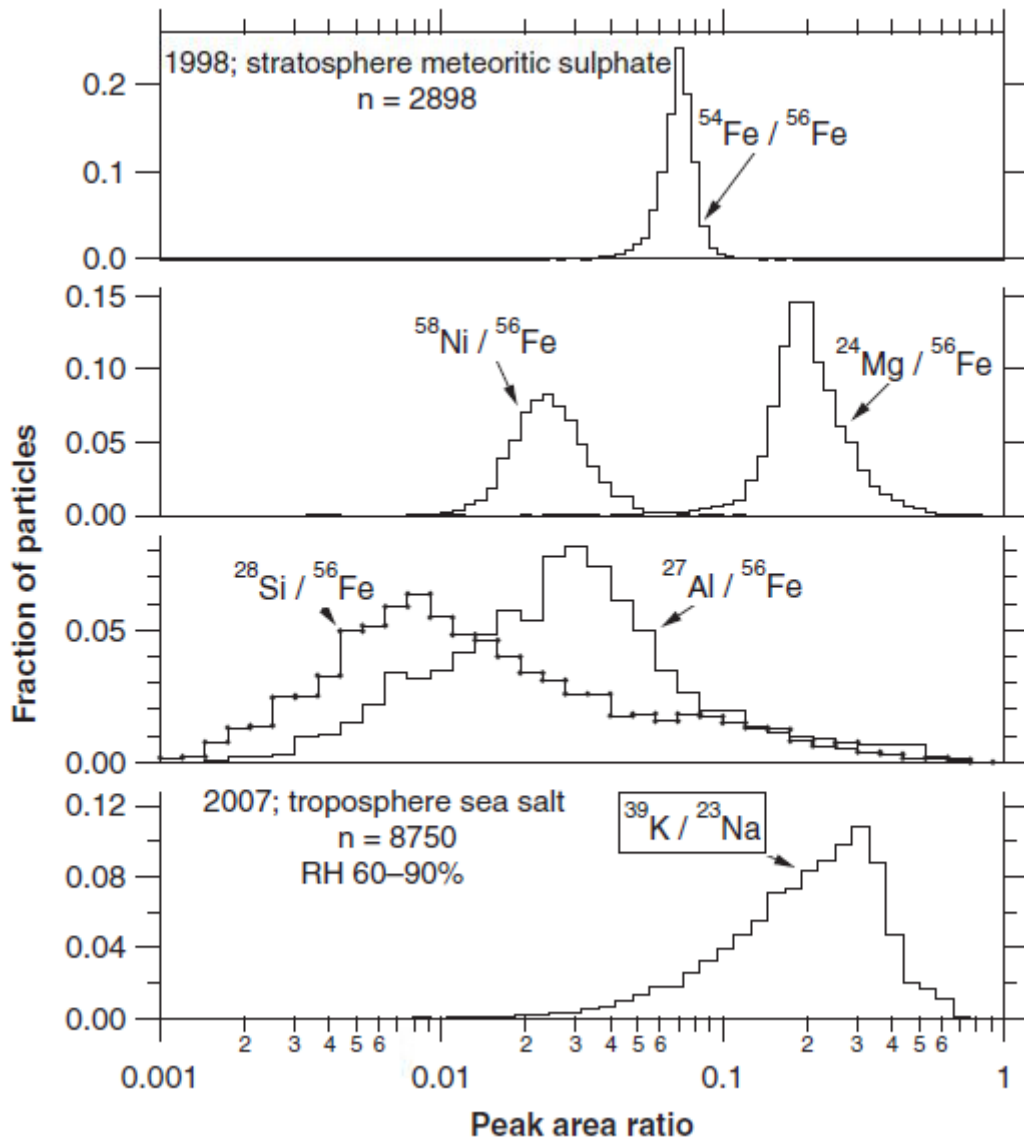 1998; stratosphere meteoritic sulphate
n = 2898
0.2
0.1
0.0
54Fe / 56Fe
0.15
0.10
0.05
0.00
58Ni / 56Fe
24Mg / 56Fe
0.05
0.00
28Si / 56Fe
27Al / 56Fe
2007; troposphere sea salt
n = 8750
RH 60–90%
0.12
0.08
0.04
0.00
39K / 23Na
Fraction of particles
2 3 4 5 6 2 3 4 5 6 2 3 4 5 6
0.001 0.01 0.1 1
Peak area ratio